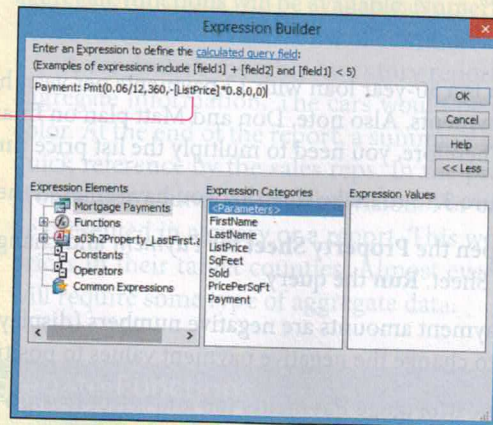 Expression Builder
Enter an Expression to define the calculated query field:
(Examples of expressions include [field1] + [field2] and [field1] < 5)
Payment: Pmt(0.06/12,360,-[ListPrice]*0.8,0,0)
OK
Cancel
Help
<< Less
Expression Elements
Expression Categories
Expression Values
Mortgage Payments
Functions
a03h2Property_LastFirst.a
Constants
Operators
Common Expressions
<Parameters>
FirstName
LastName
ListPrice
SqFeet
Sold
PricePerSqFt
Payment